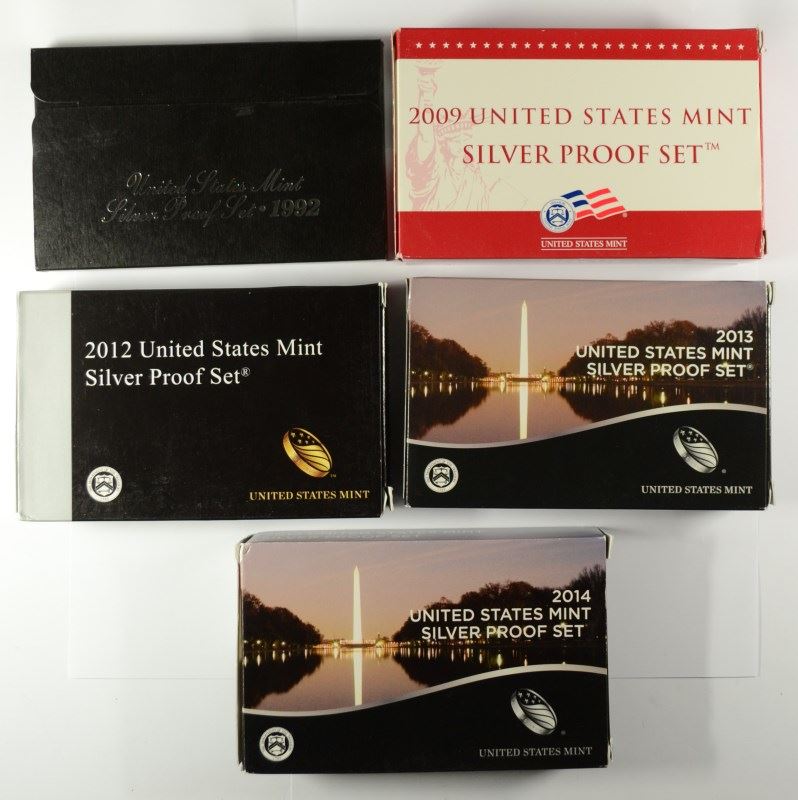 United States Mint
Silver Proof Set® 1992
2009 UNITED STATES MINT
SILVER PROOF SET™
UNITED STATES MINT
2012 United States Mint
Silver Proof Set®
™
UNITED STATES MINT
2013
UNITED STATES MINT
SILVER PROOF SET®
®
UNITED STATES MINT
2014
UNITED STATES MINT
SILVER PROOF SET
UNITED STATES MINT